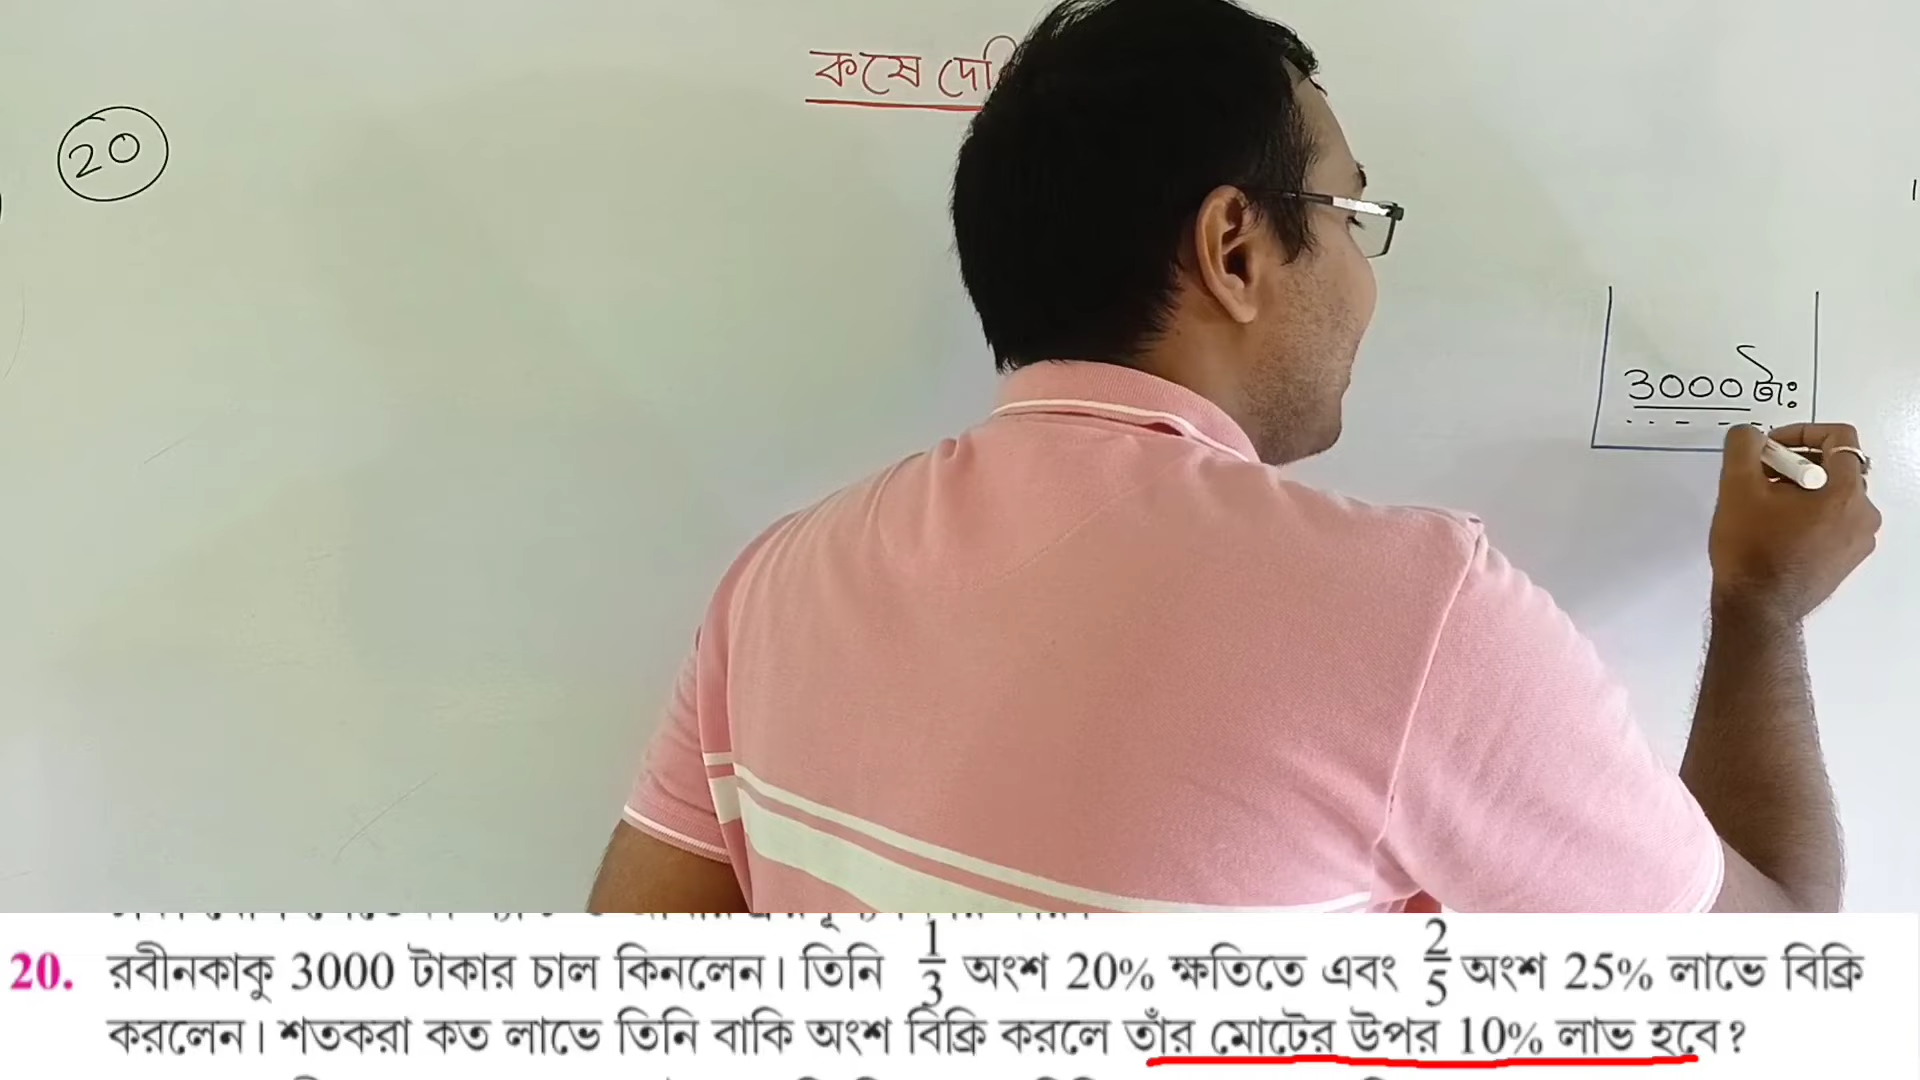 কষে দেখি
20
3000 টাঃ
20. রবীনকাকু 3000 টাকার চাল কিনলেন। তিনি 1/3 অংশ 20% ক্ষতিতে এবং 2/5 অংশ 25% লাভে বিক্রি
করলেন। শতকরা কত লাভে তিনি বাকি অংশ বিক্রি করলে তাঁর মোটের উপর 10% লাভ হবে?